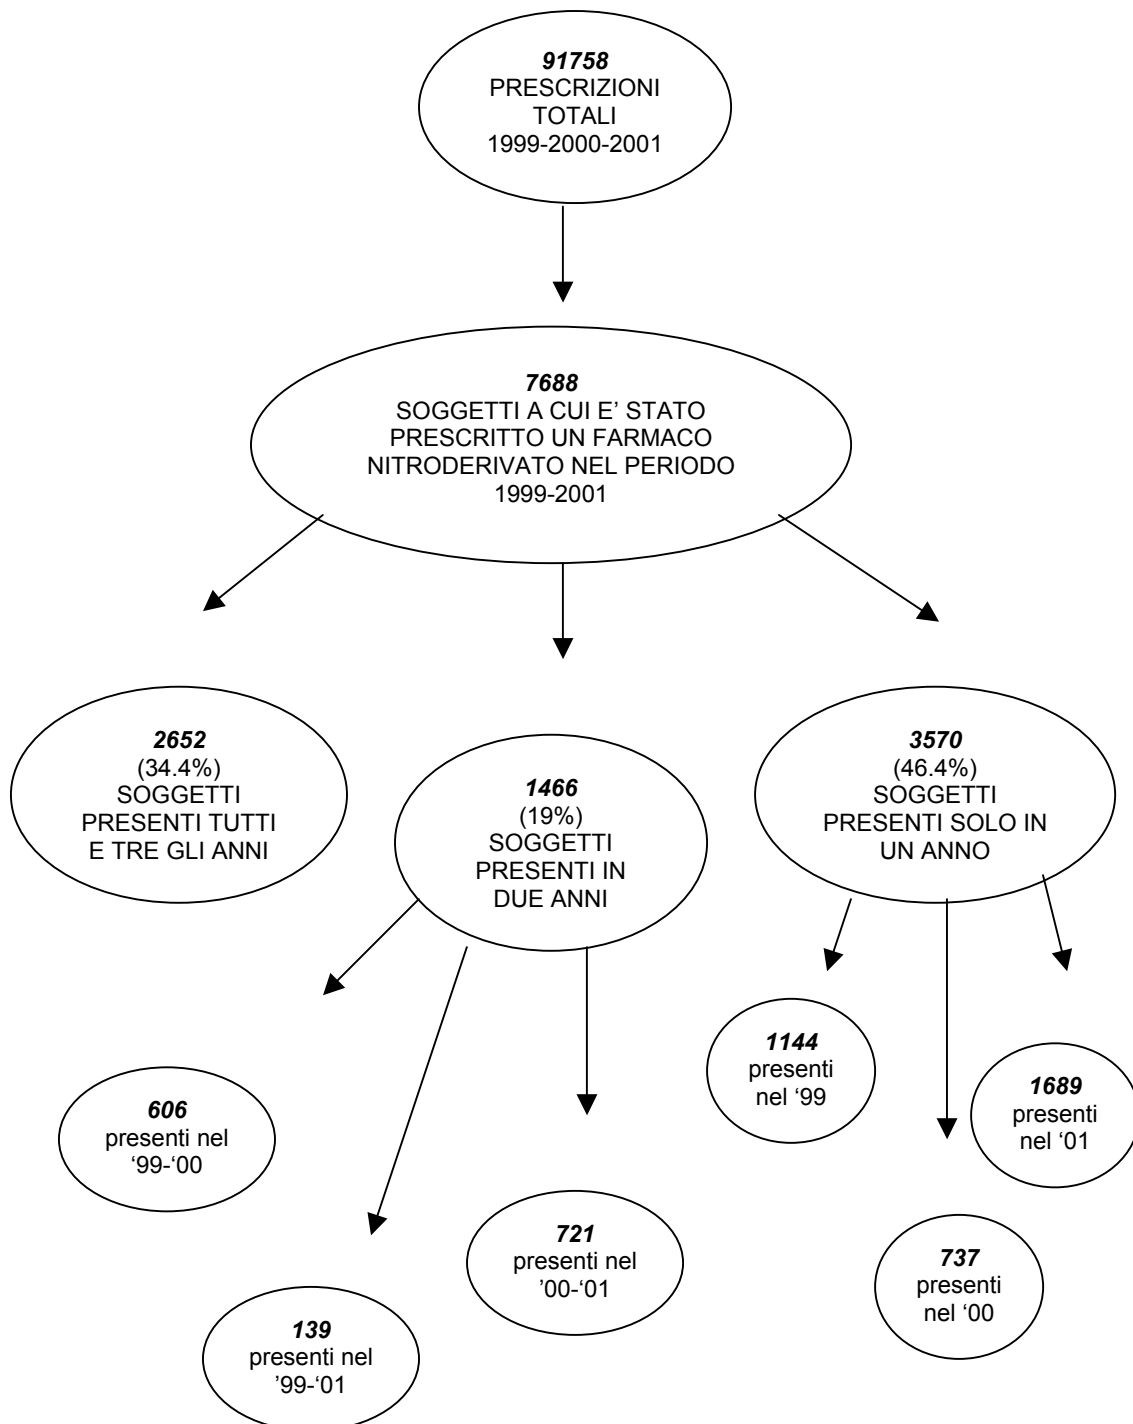 91758
PRESCRIZIONI
TOTALI
1999-2000-2001
7688
SOGGETTI A CUI E’ STATO
PRESCRITTO UN FARMACO
NITRODERIVATO NEL PERIODO
1999-2001
2652
(34.4%)
SOGGETTI
PRESENTI TUTTI
E TRE GLI ANNI
1466
(19%)
SOGGETTI
PRESENTI IN
DUE ANNI
3570
(46.4%)
SOGGETTI
PRESENTI SOLO IN
UN ANNO
606
presenti nel
‘99-‘00
139
presenti nel
’99-‘01
721
presenti nel
’00-‘01
1144
presenti
nel ‘99
737
presenti
nel ‘00
1689
presenti
nel ‘01